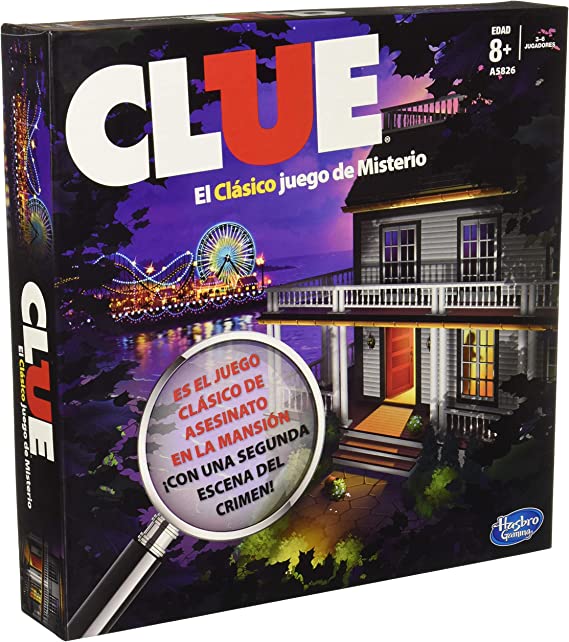 CLUE
®
El Clásico juego de Misterio
EDAD
8+
A5826
3-6
JUGADORES
ES EL JUEGO
CLÁSICO DE
ASESINATO
EN LA MANSIÓN
¡CON UNA SEGUNDA
ESCENA DEL
CRIMEN!
Hasbro
Gaming
CLUE
El Clásico juego de Misterio